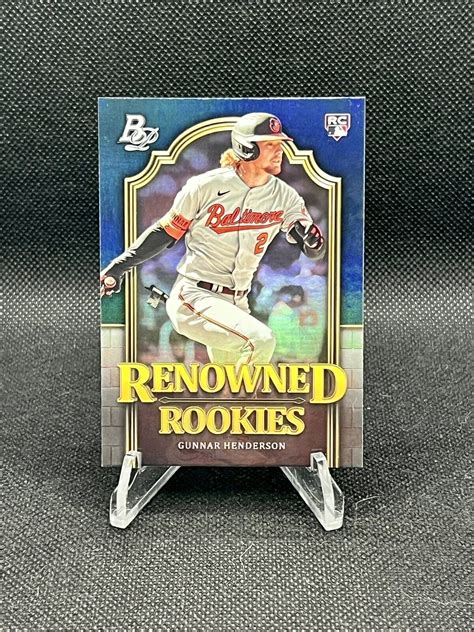 BP
RC
Baltimore
2
RENOWNED
ROOKIES
GUNNAR HENDERSON